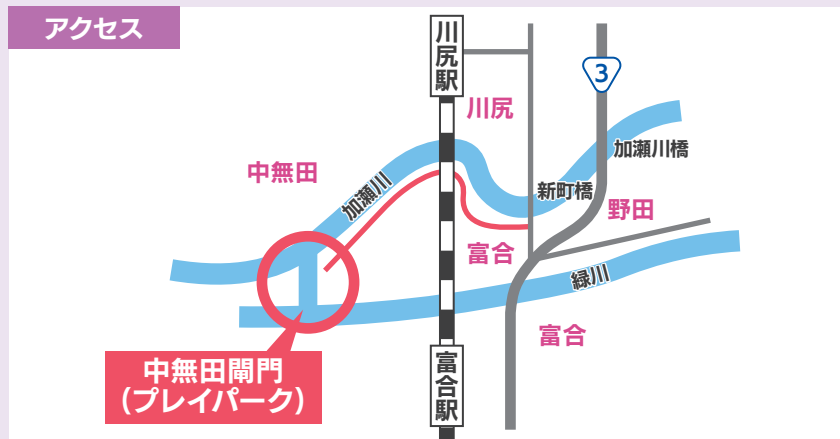 アクセス
川尻駅
3
川尻
加瀬川橋
中無田
加瀬川
新町橋
野田
富合
緑川
富合
中無田閘門
(プレイパーク)
富合駅